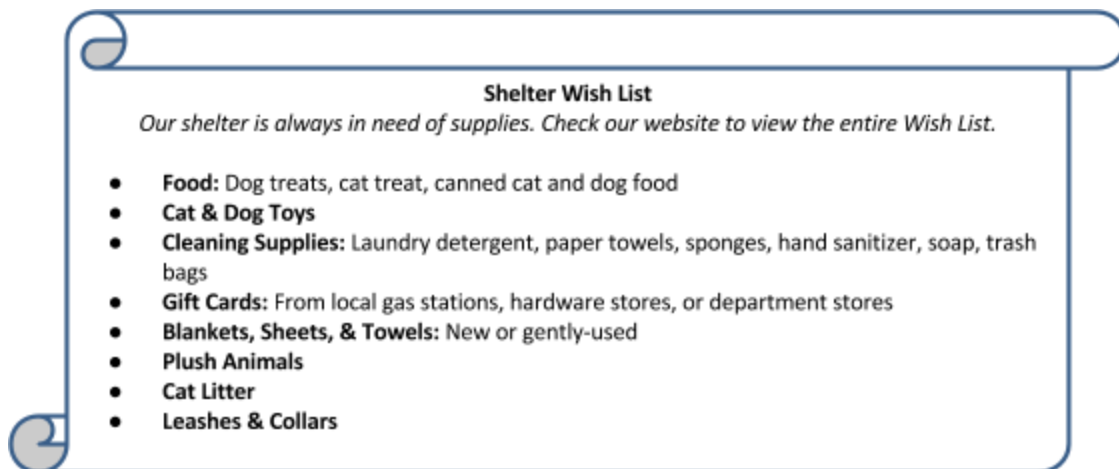 Shelter Wish List
Our shelter is always in need of supplies. Check our website to view the entire Wish List.
● Food: Dog treats, cat treat, canned cat and dog food
● Cat & Dog Toys
● Cleaning Supplies: Laundry detergent, paper towels, sponges, hand sanitizer, soap, trash
bags
● Gift Cards: From local gas stations, hardware stores, or department stores
● Blankets, Sheets, & Towels: New or gently-used
● Plush Animals
● Cat Litter
● Leashes & Collars